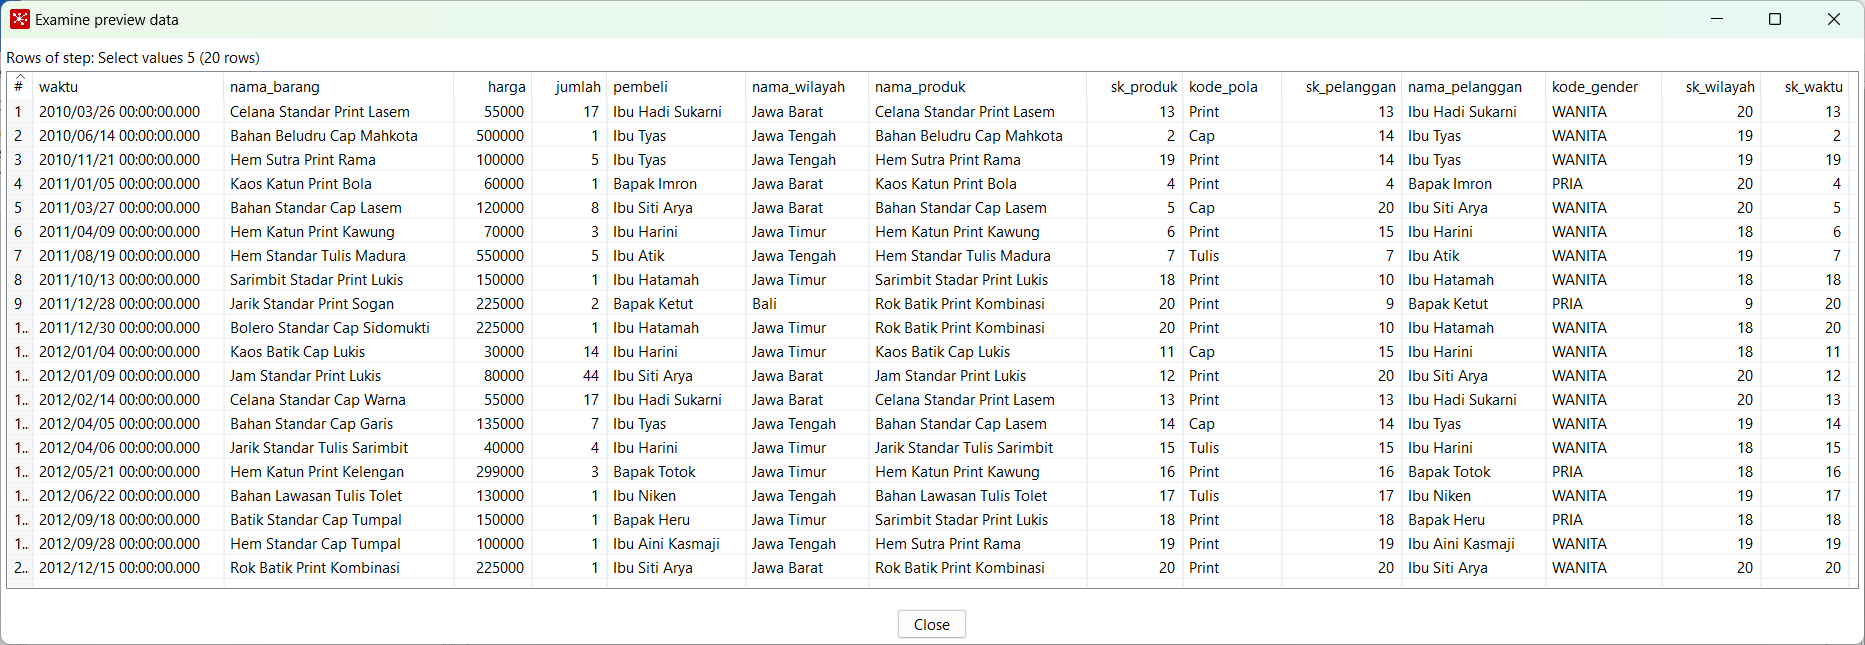 Examine preview data
Rows of step: Select values 5 (20 rows)
# waktu nama_barang harga jumlah pembeli nama_wilayah nama_produk sk_produk kode_pola sk_pelanggan nama_pelanggan kode_gender sk_wilayah sk_waktu
1 2010/03/26 00:00:00.000 Celana Standar Print Lasem 55000 17 Ibu Hadi Sukarni Jawa Barat Celana Standar Print Lasem 13 Print 13 Ibu Hadi Sukarni WANITA 20 13
2 2010/06/14 00:00:00.000 Bahan Beludru Cap Mahkota 500000 1 Ibu Tyas Jawa Tengah Bahan Beludru Cap Mahkota 2 Cap 14 Ibu Tyas WANITA 19 2
3 2010/11/21 00:00:00.000 Hem Sutra Print Rama 100000 5 Ibu Tyas Jawa Tengah Hem Sutra Print Rama 19 Print 14 Ibu Tyas WANITA 19 19
4 2011/01/05 00:00:00.000 Kaos Katun Print Bola 60000 1 Bapak Imron Jawa Barat Kaos Katun Print Bola 4 Print 4 Bapak Imron PRIA 20 4
5 2011/03/27 00:00:00.000 Bahan Standar Cap Lasem 120000 8 Ibu Siti Arya Jawa Barat Bahan Standar Cap Lasem 5 Cap 20 Ibu Siti Arya WANITA 20 5
6 2011/04/09 00:00:00.000 Hem Katun Print Kawung 70000 3 Ibu Harini Jawa Timur Hem Katun Print Kawung 6 Print 15 Ibu Harini WANITA 18 6
7 2011/08/19 00:00:00.000 Hem Standar Tulis Madura 550000 5 Ibu Atik Jawa Tengah Hem Standar Tulis Madura 7 Tulis 7 Ibu Atik WANITA 19 7
8 2011/10/13 00:00:00.000 Sarimbit Stadar Print Lukis 150000 1 Ibu Hatamah Jawa Timur Sarimbit Stadar Print Lukis 18 Print 10 Ibu Hatamah WANITA 18 18
9 2011/12/28 00:00:00.000 Jarik Standar Print Sogan 225000 2 Bapak Ketut Bali Rok Batik Print Kombinasi 20 Print 9 Bapak Ketut PRIA 9 20
1.. 2011/12/30 00:00:00.000 Bolero Standar Cap Sidomukti 225000 1 Ibu Hatamah Jawa Timur Rok Batik Print Kombinasi 20 Print 10 Ibu Hatamah WANITA 18 20
1.. 2012/01/04 00:00:00.000 Kaos Batik Cap Lukis 30000 14 Ibu Harini Jawa Timur Kaos Batik Cap Lukis 11 Cap 15 Ibu Harini WANITA 18 11
1.. 2012/01/09 00:00:00.000 Jam Standar Print Lukis 80000 44 Ibu Siti Arya Jawa Barat Jam Standar Print Lukis 12 Print 20 Ibu Siti Arya WANITA 20 12
1.. 2012/02/14 00:00:00.000 Celana Standar Cap Warna 55000 17 Ibu Hadi Sukarni Jawa Barat Celana Standar Print Lasem 13 Print 13 Ibu Hadi Sukarni WANITA 20 13
1.. 2012/04/05 00:00:00.000 Bahan Standar Cap Garis 135000 7 Ibu Tyas Jawa Tengah Bahan Standar Cap Lasem 14 Cap 14 Ibu Tyas WANITA 19 14
1.. 2012/04/06 00:00:00.000 Jarik Standar Tulis Sarimbit 40000 4 Ibu Harini Jawa Timur Jarik Standar Tulis Sarimbit 15 Tulis 15 Ibu Harini WANITA 18 15
1.. 2012/05/21 00:00:00.000 Hem Katun Print Kelengan 299000 3 Bapak Totok Jawa Timur Hem Katun Print Kawung 16 Print 16 Bapak Totok PRIA 18 16
1.. 2012/06/22 00:00:00.000 Bahan Lawasan Tulis Tolet 130000 1 Ibu Niken Jawa Tengah Bahan Lawasan Tulis Tolet 17 Tulis 17 Ibu Niken WANITA 19 17
1.. 2012/09/18 00:00:00.000 Batik Standar Cap Tumpal 150000 1 Bapak Heru Jawa Timur Sarimbit Stadar Print Lukis 18 Print 18 Bapak Heru PRIA 18 18
1.. 2012/09/28 00:00:00.000 Hem Standar Cap Tumpal 100000 1 Ibu Aini Kasmaji Jawa Tengah Hem Sutra Print Rama 19 Print 19 Ibu Aini Kasmaji WANITA 19 19
2.. 2012/12/15 00:00:00.000 Rok Batik Print Kombinasi 225000 1 Ibu Siti Arya Jawa Barat Rok Batik Print Kombinasi 20 Print 20 Ibu Siti Arya WANITA 20 20
Close